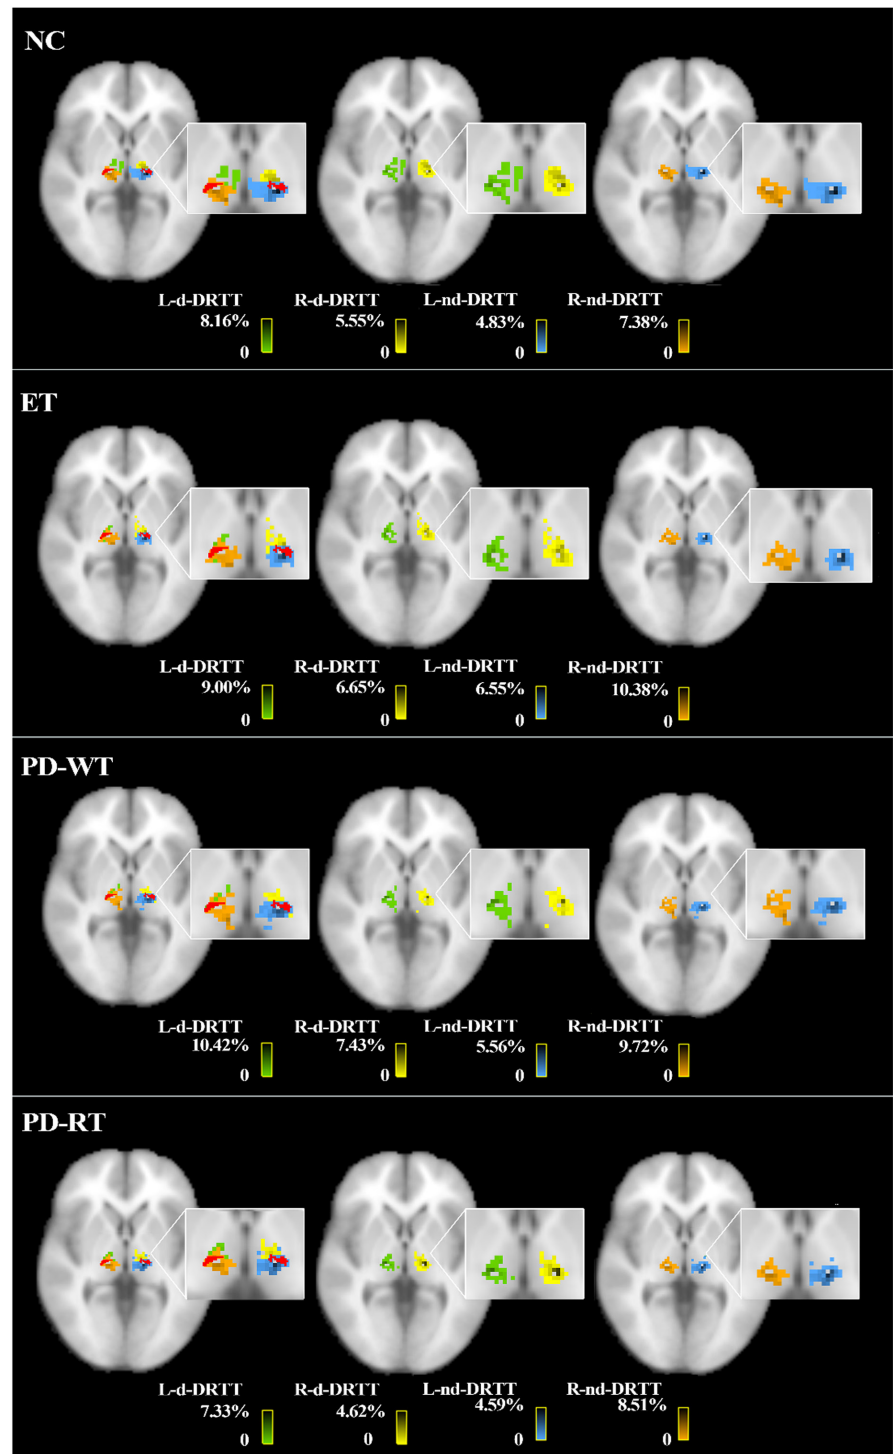 NC
L-d-DRTT R-d-DRTT L-nd-DRTT R-nd-DRTT
8.16% 5.55% 4.83% 7.38%
0 0 0 0
ET
L-d-DRTT R-d-DRTT L-nd-DRTT R-nd-DRTT
9.00% 6.65% 6.55% 10.38%
0 0 0 0
PD-WT
L-d-DRTT R-d-DRTT L-nd-DRTT R-nd-DRTT
10.42% 7.43% 5.56% 9.72%
0 0 0 0
PD-RT
L-d-DRTT R-d-DRTT L-nd-DRTT R-nd-DRTT
7.33% 4.62% 4.59% 8.51%
0 0 0 0